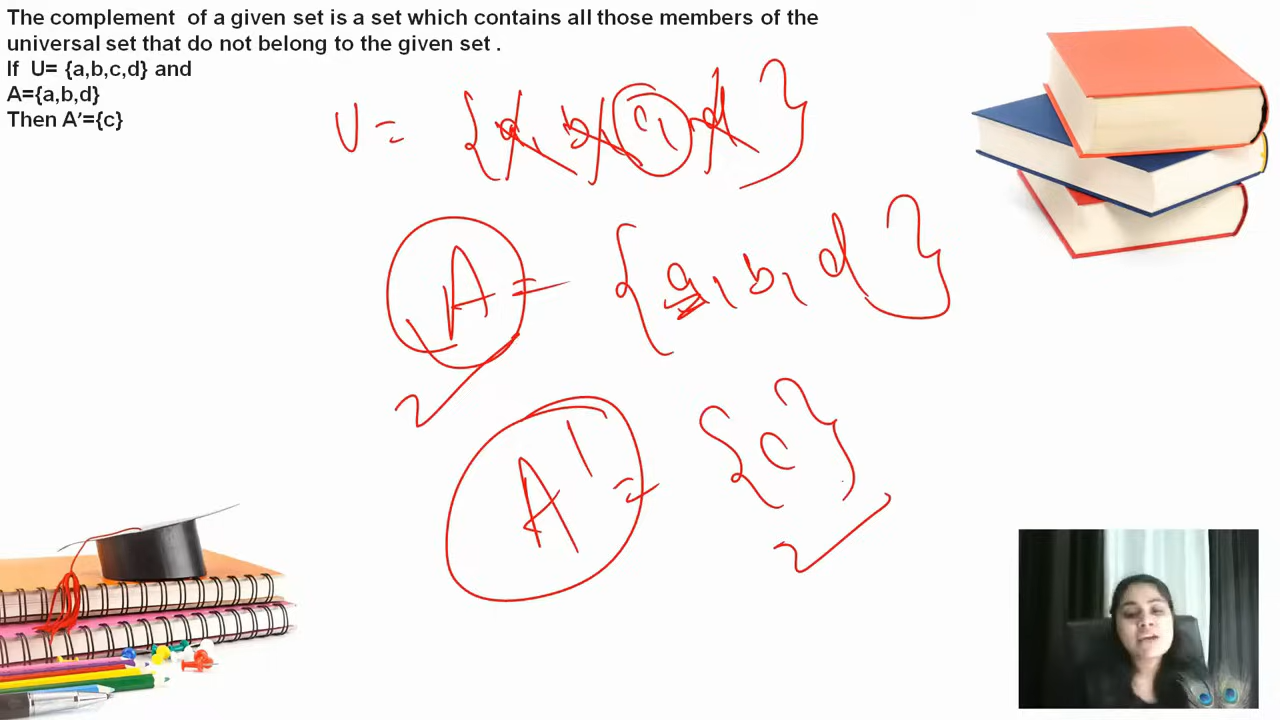 The complement of a given set is a set which contains all those members of the
universal set that do not belong to the given set .
If U= {a,b,c,d} and
A={a,b,d}
Then A′={c}
U = {a, b, c, d}
A = {a, b, d}
A' = {c}